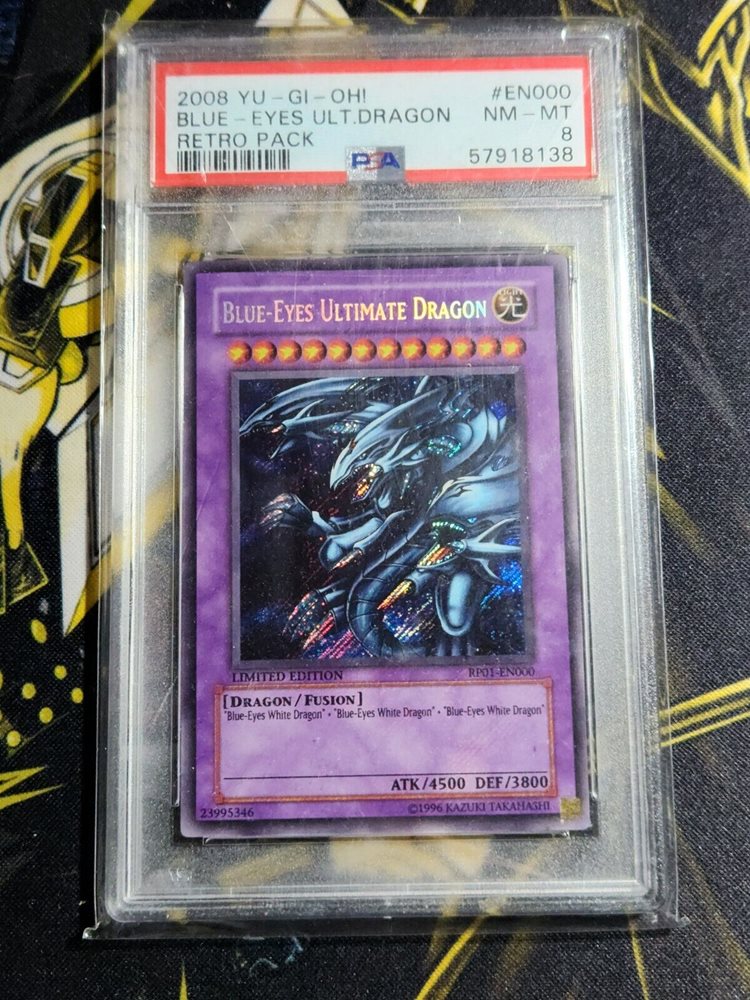 2008 YU-GI-OH! #EN000
BLUE-EYES ULT.DRAGON NM-MT
RETRO PACK 8
PSA 57918138
BLUE-EYES ULTIMATE DRAGON
LIGHT
光
LIMITED EDITION RP01-EN000
[DRAGON/FUSION]
"Blue-Eyes White Dragon" + "Blue-Eyes White Dragon" + "Blue-Eyes White Dragon"
ATK/4500 DEF/3800
23995346 ©1996 KAZUKI TAKAHASHI